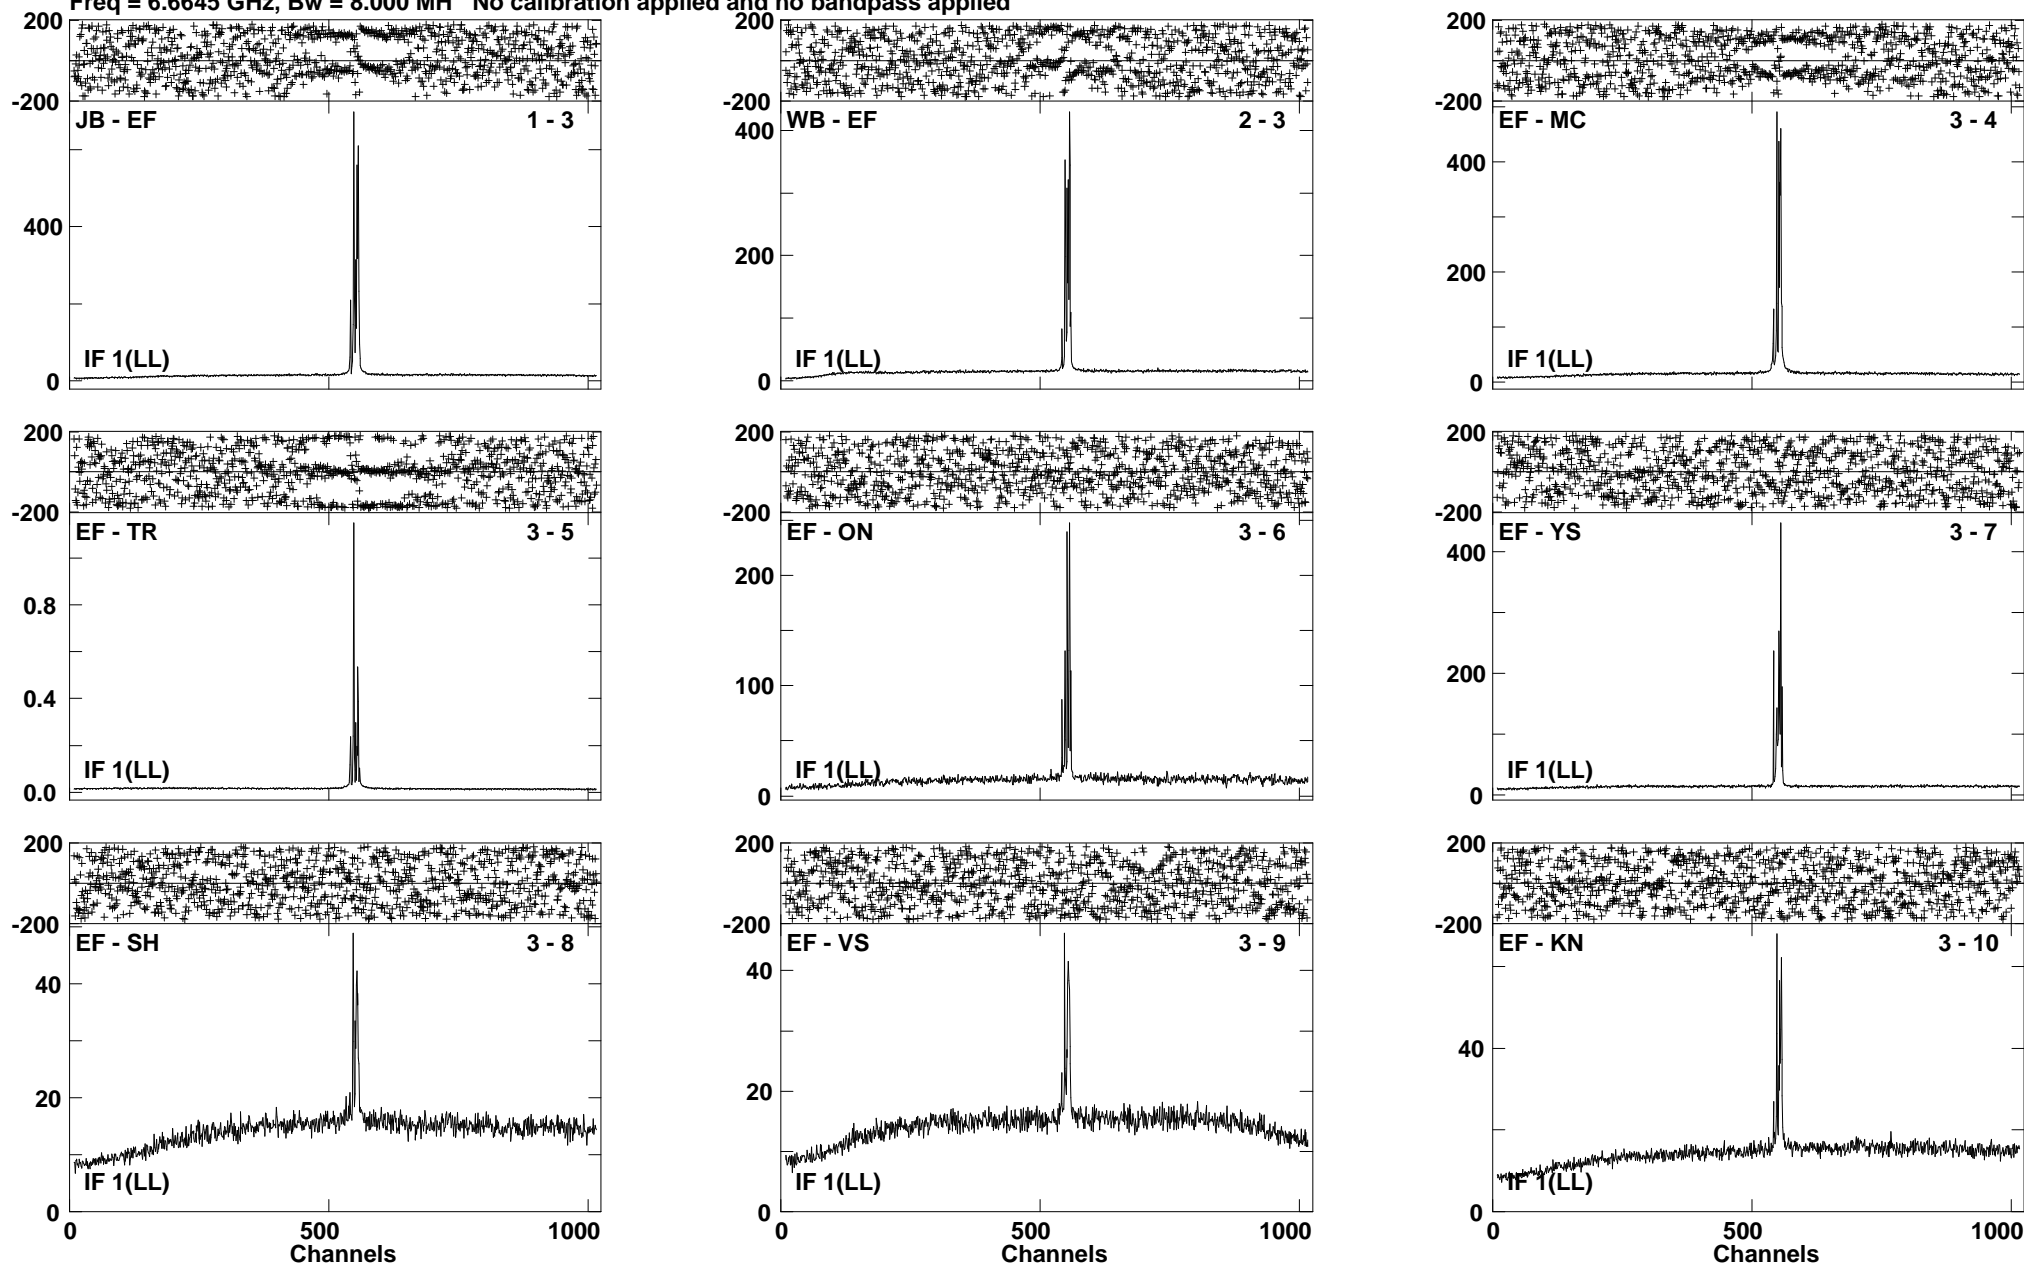 Freq = 6.6645 GHz, Bw = 8.000 MH No calibration applied and no bandpass applied
200
-200
JB - EF 1 - 3
400
IF 1(LL)
0
200
-200
WB - EF 2 - 3
400
200
IF 1(LL)
0
200
-200
EF - MC 3 - 4
400
200
IF 1(LL)
0
200
-200
EF - TR 3 - 5
0.8
0.4
IF 1(LL)
0.0
200
-200
EF - ON 3 - 6
200
100
IF 1(LL)
0
200
-200
EF - YS 3 - 7
400
200
IF 1(LL)
0
200
-200
EF - SH 3 - 8
40
20
IF 1(LL)
0
0 500 1000
Channels
200
-200
EF - VS 3 - 9
40
20
IF 1(LL)
0
0 500 1000
Channels
200
-200
EF - KN 3 - 10
40
IF 1(LL)
0
0 500 1000
Channels